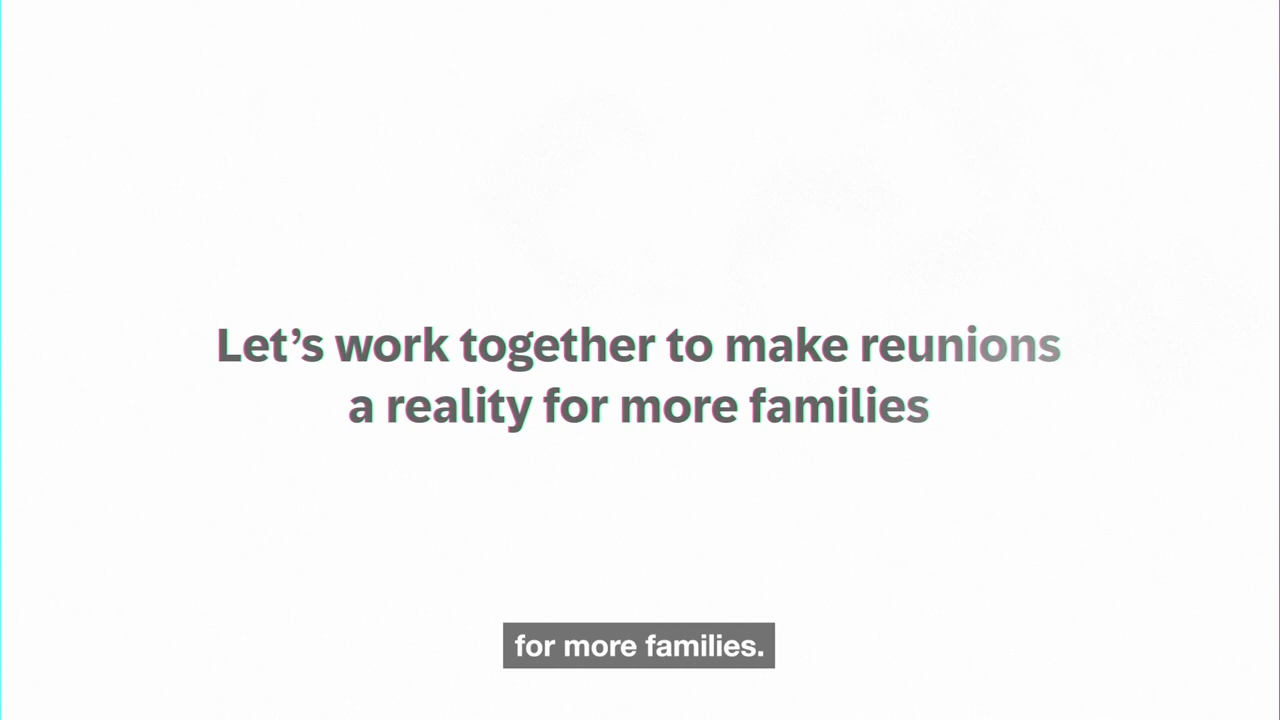 Let’s work together to make reunions
a reality for more families
for more families.